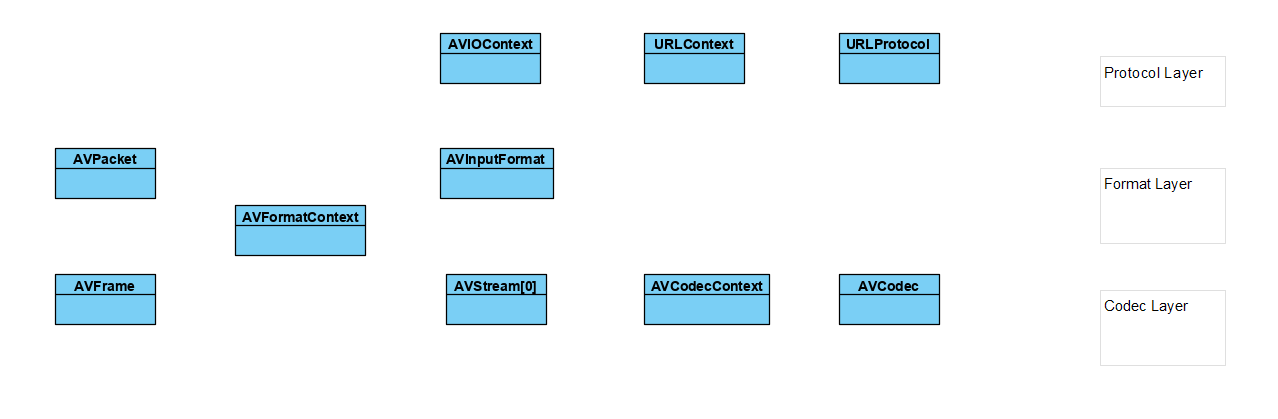 AVIOContext
URLContext
URLProtocol
Protocol Layer
AVPacket
AVInputFormat
Format Layer
AVFormatContext
AVFrame
AVStream[0]
AVCodecContext
AVCodec
Codec Layer